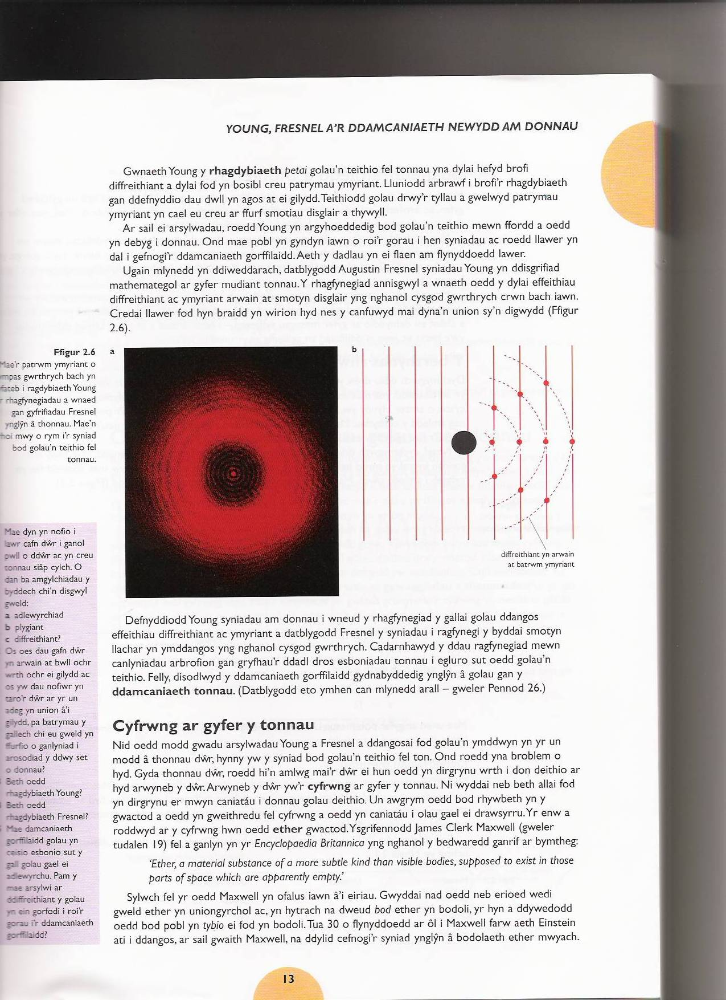 YOUNG, FRESNEL A'R DDAMCANIAETH NEWYDD AM DONNAU
Gwnaeth Young y rhagdybiaeth petai golau'n teithio fel tonnau yna dylai hefyd brofi
diffreithiant a dylai fod yn bosibl creu patrymau ymyriant. Lluniodd arbrawf i brofi'r rhagdybiaeth
gan ddefnyddio dau dwll yn agos at ei gilydd. Teithiodd golau drwy'r tyllau a gwelwyd patrymau
ymyriant yn cael eu creu ar ffurf smotiau disglair a thywyll.
Ar sail ei arsylwadau, roedd Young yn argyhoeddedig bod golau'n teithio mewn ffordd a oedd
yn debyg i donnau. Ond mae pobl yn gyndyn iawn o roi'r gorau i hen syniadau ac roedd llawer yn
dal i gefnogi'r ddamcaniaeth gorffilaidd. Aeth y dadlau yn ei flaen am flynyddoedd lawer.
Ugain mlynedd yn ddiweddarach, datblygodd Augustin Fresnel syniadau Young yn ddisgrifiad
mathemategol ar gyfer mudiant tonnau. Y rhagfynegiad annisgwyl a wnaeth oedd y dylai effeithiau
diffreithiant ac ymyriant arwain at smotyn disglair yng nghanol cysgod gwrthrych crwn bach iawn.
Credai llawer fod hyn braidd yn wirion hyd nes y canfuwyd mai dyna'n union sy'n digwydd (Ffigur
2.6).
Ffigur 2.6
Mae'r patrwm ymyriant o
gwrthrych bach yn
i ragdybiaeth Young
rhagfynegiadau a wnaed
gan gyfrifiadau Fresnel
ynglŷn â thonnau. Mae'n
mwy o rym i'r syniad
bod golau'n teithio fel
tonnau.
a
b
diffreithiant yn arwain
at batrwm ymyriant
Mae dyn yn nofio i
lawr cafn dŵr i ganol
pwll o ddŵr ac yn creu
tonnau siâp cylch. O
dan ba amgylchiadau y
byddech chi'n disgwyl
gweld:
a adlewyrchiad
b plygiant
c diffreithiant?
Os oes dau gafn dŵr
yn arwain at bwll ochr
wrth ochr ei gilydd ac
os yw dau nofiwr yn
taro'r dŵr ar yr un
adeg yn union â'i
gilydd, pa batrymau y
gallech chi eu gweld yn
ffurfio o ganlyniad i
arosodiad y ddwy set
o donnau?
Beth oedd
rhagdybiaeth Young?
Beth oedd
rhagdybiaeth Fresnel?
Mae damcaniaeth
gorffilaidd golau yn
ceisio esbonio sut y
gall golau gael ei
adlewyrchu. Pam y
mae arsylwi ar
ddiffreithiant y golau
yn ein gorfodi i roi'r
gorau i'r ddamcaniaeth
gorffilaidd?
Defnyddiodd Young syniadau am donnau i wneud y rhagfynegiad y gallai golau ddangos
effeithiau diffreithiant ac ymyriant a datblygodd Fresnel y syniadau i ragfynegi y byddai smotyn
llachar yn ymddangos yng nghanol cysgod gwrthrych. Cadarnhawyd y ddau ragfynegiad mewn
canlyniadau arbrofion gan gryfhau'r ddadl dros esboniadau tonnau i egluro sut oedd golau'n
teithio. Felly, disodlwyd y ddamcaniaeth gorffilaidd gydnabyddedig ynglŷn â golau gan y
ddamcaniaeth tonnau. (Datblygodd eto ymhen can mlynedd arall – gweler Pennod 26.)
Cyfrwng ar gyfer y tonnau
Nid oedd modd gwadu arsylwadau Young a Fresnel a ddangosai fod golau'n ymddwyn yn yr un
modd â thonnau dŵr, hynny yw y syniad bod golau'n teithio fel ton. Ond roedd yna broblem o
hyd. Gyda thonnau dŵr, roedd hi'n amlwg mai'r dŵr ei hun oedd yn dirgrynu wrth i don deithio ar
hyd arwyneb y dŵr. Arwyneb y dŵr yw'r cyfrwng ar gyfer y tonnau. Ni wyddai neb beth allai fod
yn dirgrynu er mwyn caniatáu i donnau golau deithio. Un awgrym oedd bod rhywbeth yn y
gwactod a oedd yn gweithredu fel cyfrwng a oedd yn caniatáu i olau gael ei drawsyrru. Yr enw a
roddwyd ar y cyfrwng hwn oedd ether gwactod. Ysgrifennodd James Clerk Maxwell (gweler
tudalen 19) fel a ganlyn yn yr Encyclopaedia Britannica yng nghanol y bedwaredd ganrif ar bymtheg:
'Ether, a material substance of a more subtle kind than visible bodies, supposed to exist in those
parts of space which are apparently empty.'
Sylwch fel yr oedd Maxwell yn ofalus iawn â'i eiriau. Gwyddai nad oedd neb erioed wedi
gweld ether yn uniongyrchol ac, yn hytrach na dweud bod ether yn bodoli, yr hyn a ddywedodd
oedd bod pobl yn tybio ei fod yn bodoli. Tua 30 o flynyddoedd ar ôl i Maxwell farw aeth Einstein
ati i ddangos, ar sail gwaith Maxwell, na ddylid cefnogi'r syniad ynglŷn â bodolaeth ether mwyach.
13